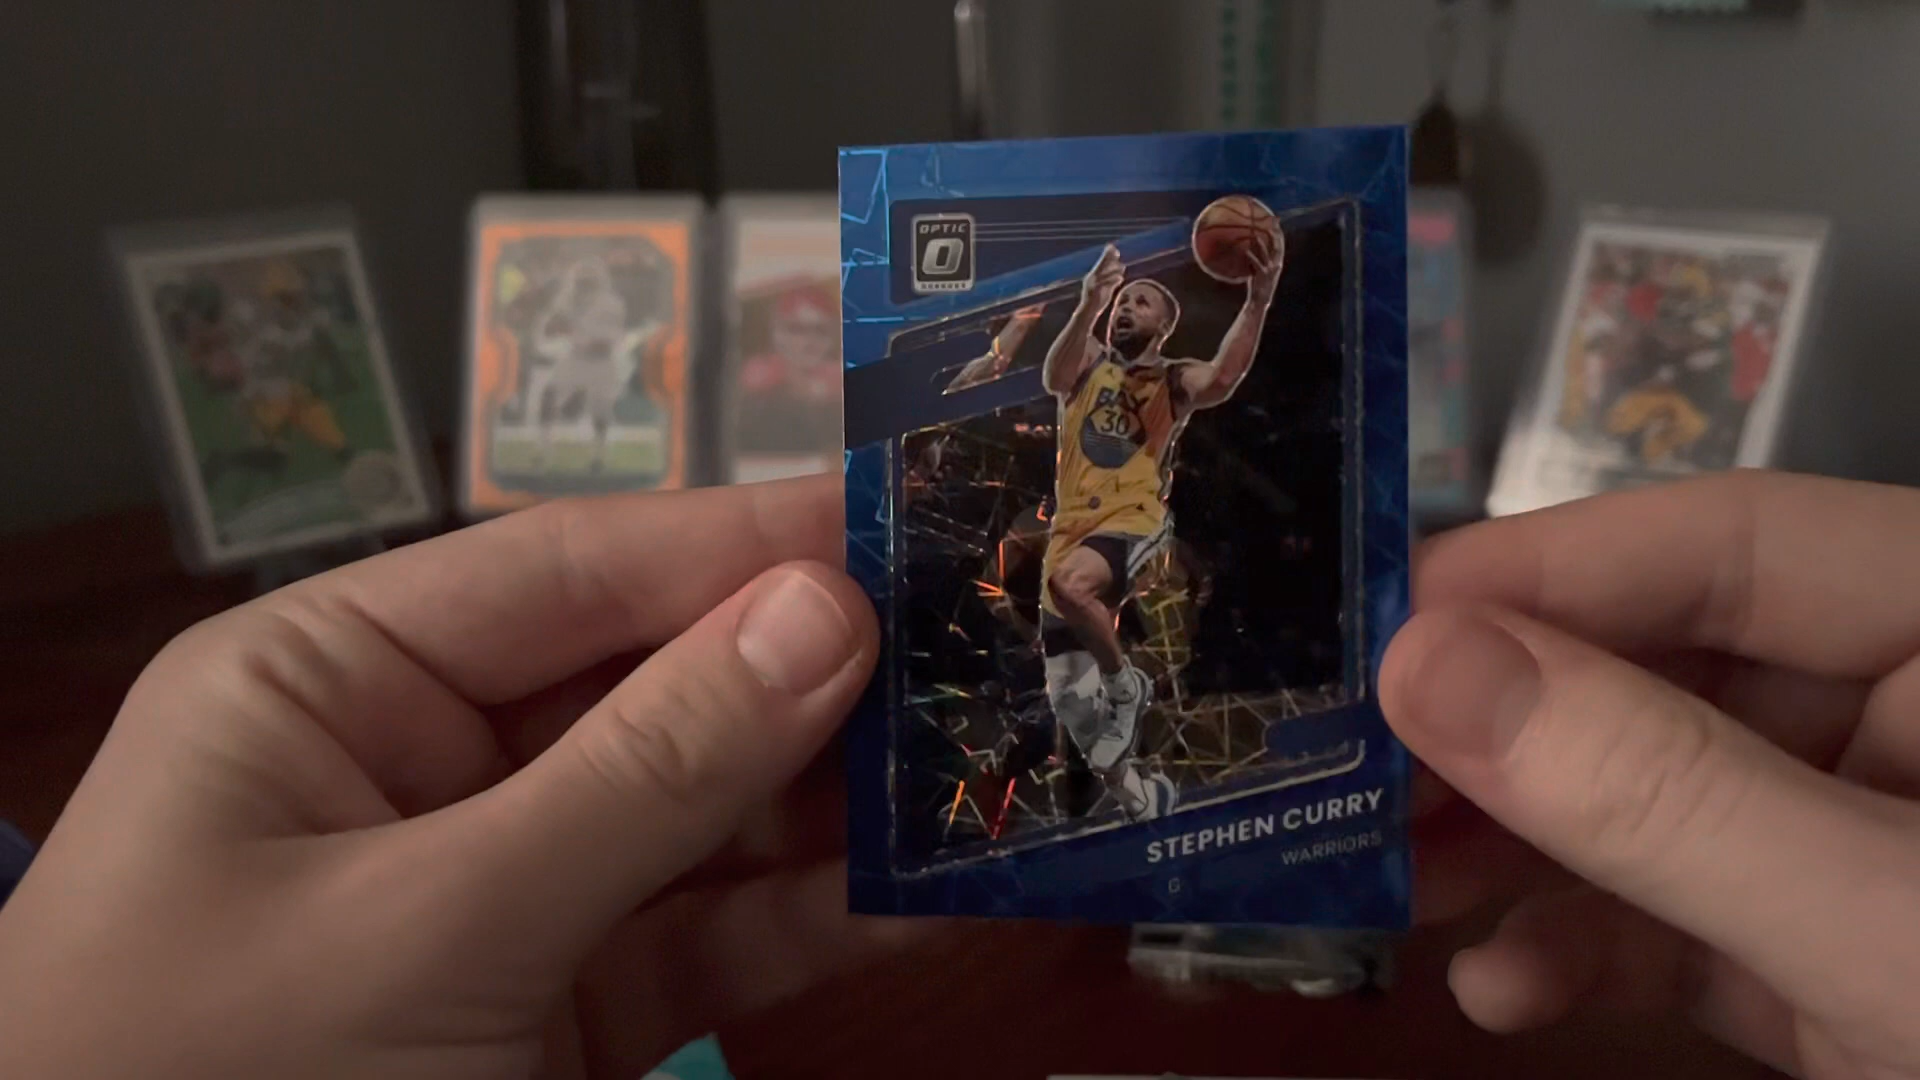 OPTIC
DONRUSS
BAY
30
STEPHEN CURRY
WARRIORS
G